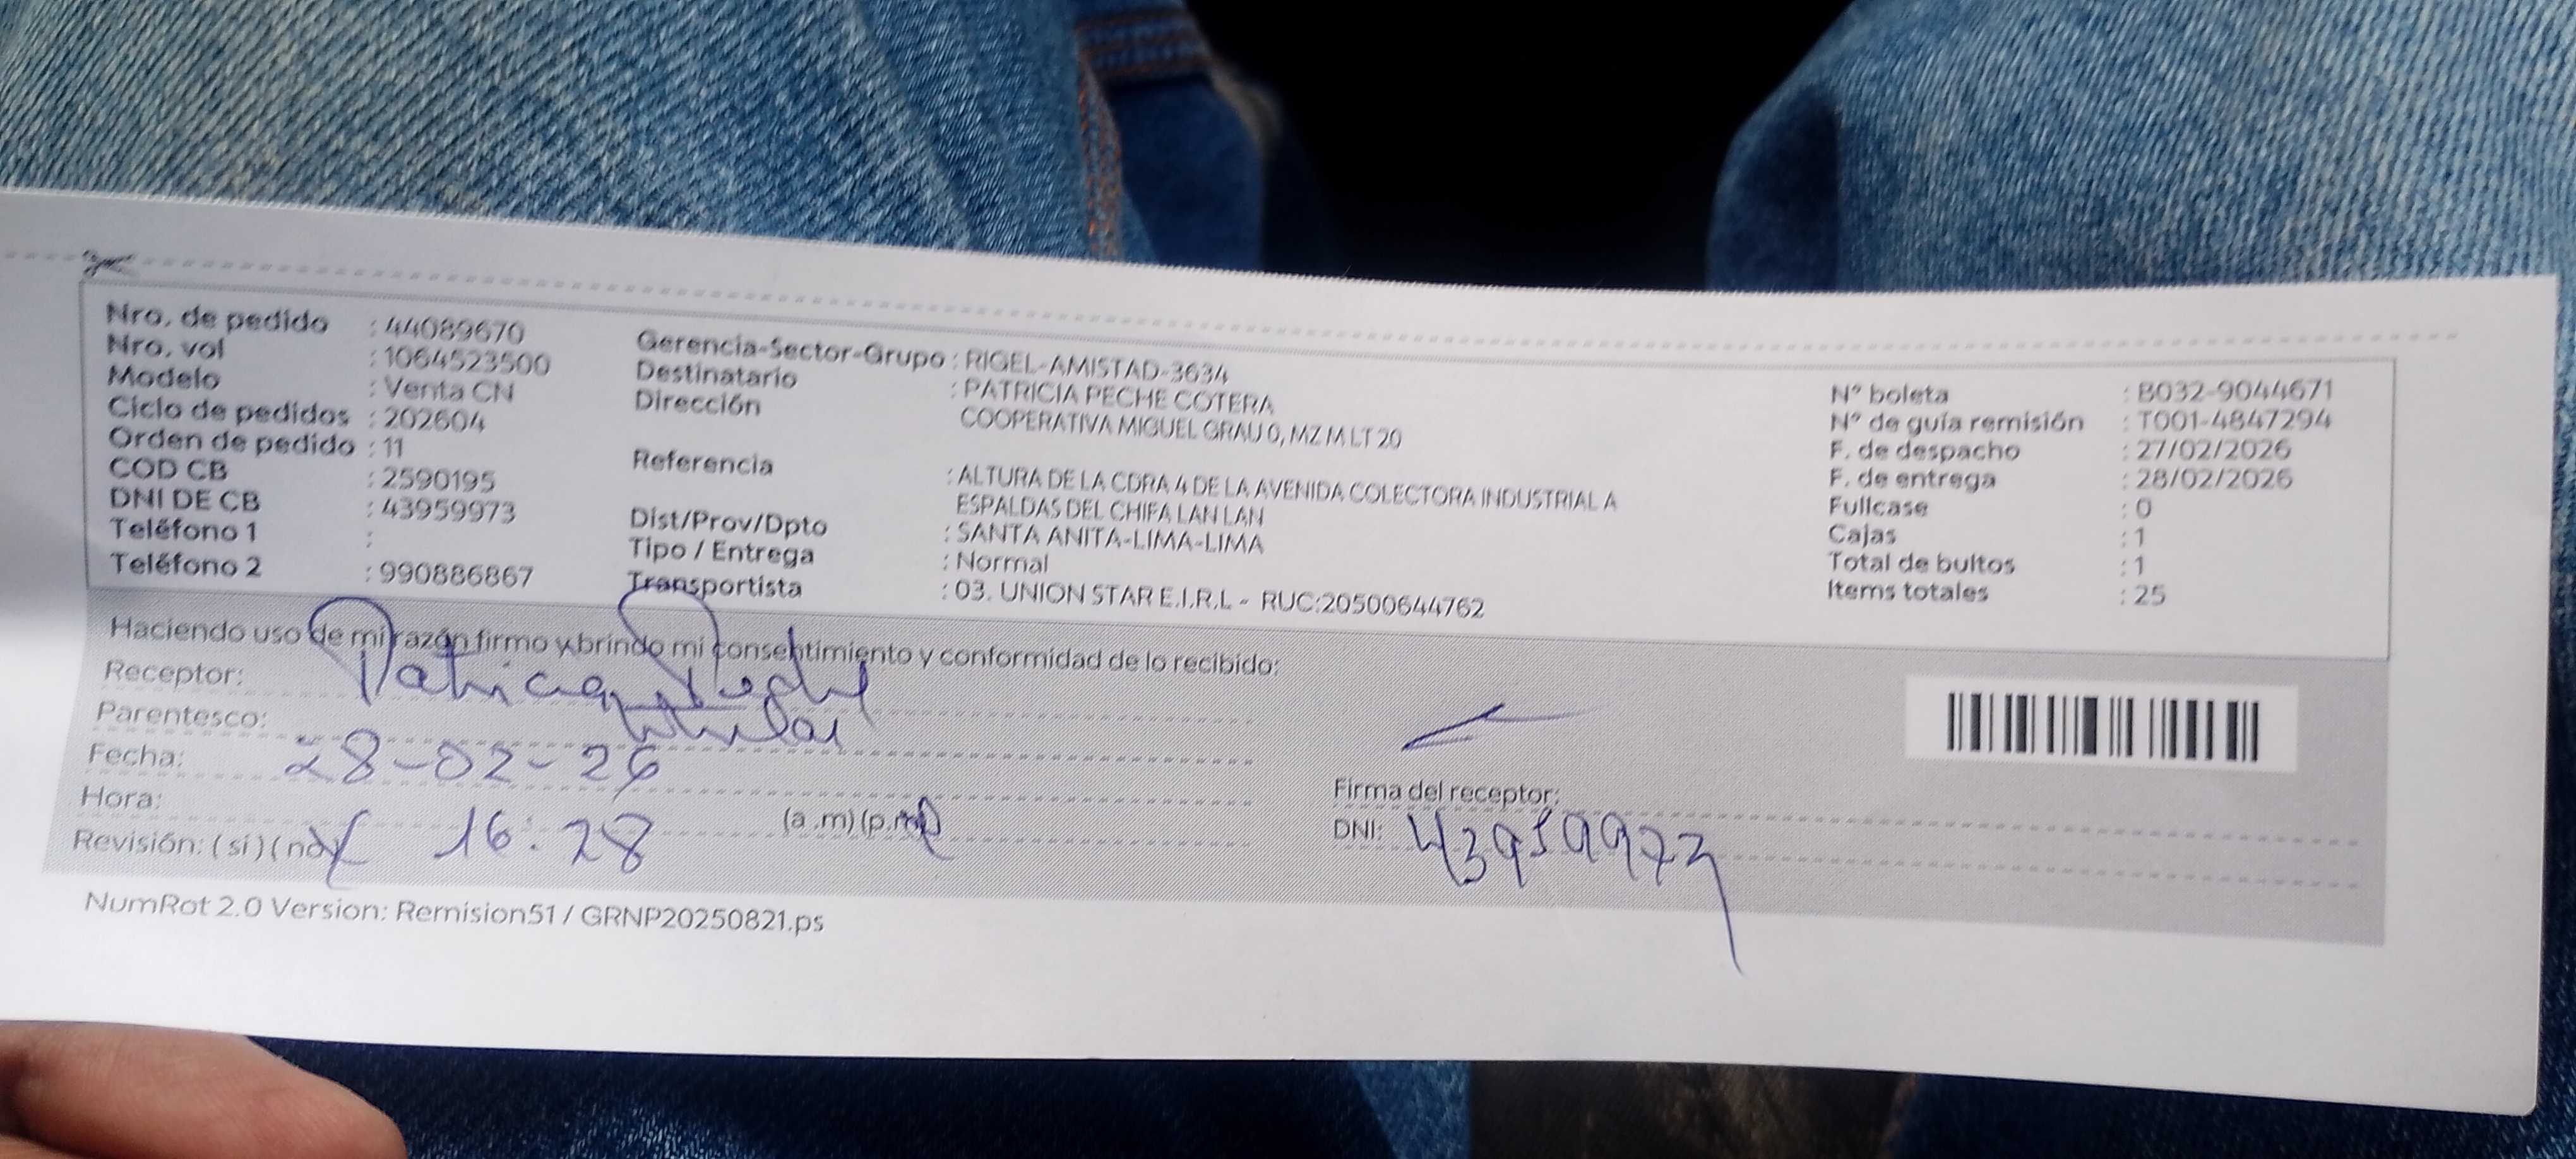 Nro. de pedido : 44089670
Nro. vol : 1064523500
Modelo : Venta CN
Ciclo de pedidos : 202604
Orden de pedido : 11
COD CB : 2590195
DNI DE CB : 43959973
Teléfono 1 :
Teléfono 2 : 990886867
Gerencia-Sector-Grupo : RIGEL-AMISTAD-3634
Destinatario : PATRICIA PECHE COTERA
Dirección COOPERATIVA MIGUEL GRAU 0, MZ M LT 20
Referencia : ALTURA DE LA CDRA 4 DE LA AVENIDA COLECTORA INDUSTRIAL A
ESPALDAS DEL CHIFA LAN LAN
Dist/Prov/Dpto : SANTA ANITA-LIMA-LIMA
Tipo / Entrega : Normal
Transportista : 03. UNION STAR E.I.R.L - RUC:20500644762
N° boleta : B032-9044671
N° de guía remisión : T001-4847294
F. de despacho : 27/02/2026
F. de entrega : 28/02/2026
Fullcase : 0
Cajas : 1
Total de bultos : 1
Items totales : 25
Haciendo uso de mi razón firmo y brindo mi consentimiento y conformidad de lo recibido:
Receptor: Patricia Peche
Parentesco: titular
Fecha: 28-02-26
Hora: 16:28 (a.m) (p.m)
Revisión: ( sí ) ( no )
Firma del receptor:
DNI: 43959973
NumRot 2.0 Version: Remision51 / GRNP20250821.ps